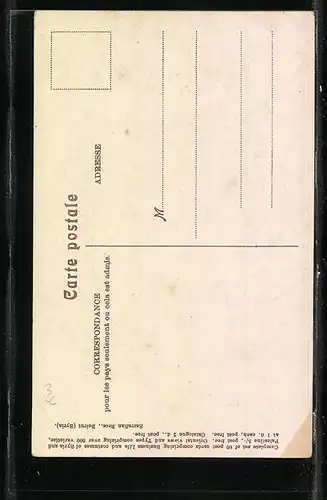 Carte postale
CORRESPONDANCE
pour les pays seulement ou cela est admis.
ADRESSE
M
Complete set of 50 post cards comprising Business Life and costumes of Syria and
Palestine 5/-, post free. Oriental views and Types comprising over 800 varieties,
at 1 d. each, post free. Catalogue 2 d., post free.
Sarrafian Bros., Beirut (Syria).